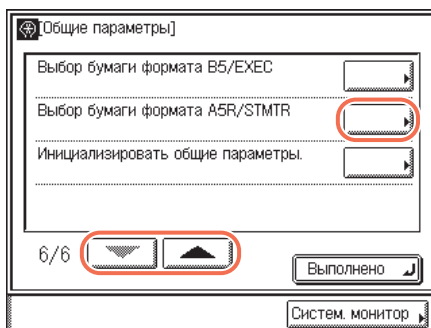 [Общие параметры]
Выбор бумаги формата B5/EXEC
Выбор бумаги формата A5R/STMTR
Инициализировать общие параметры.
6/6
Выполнено
Систем. монитор